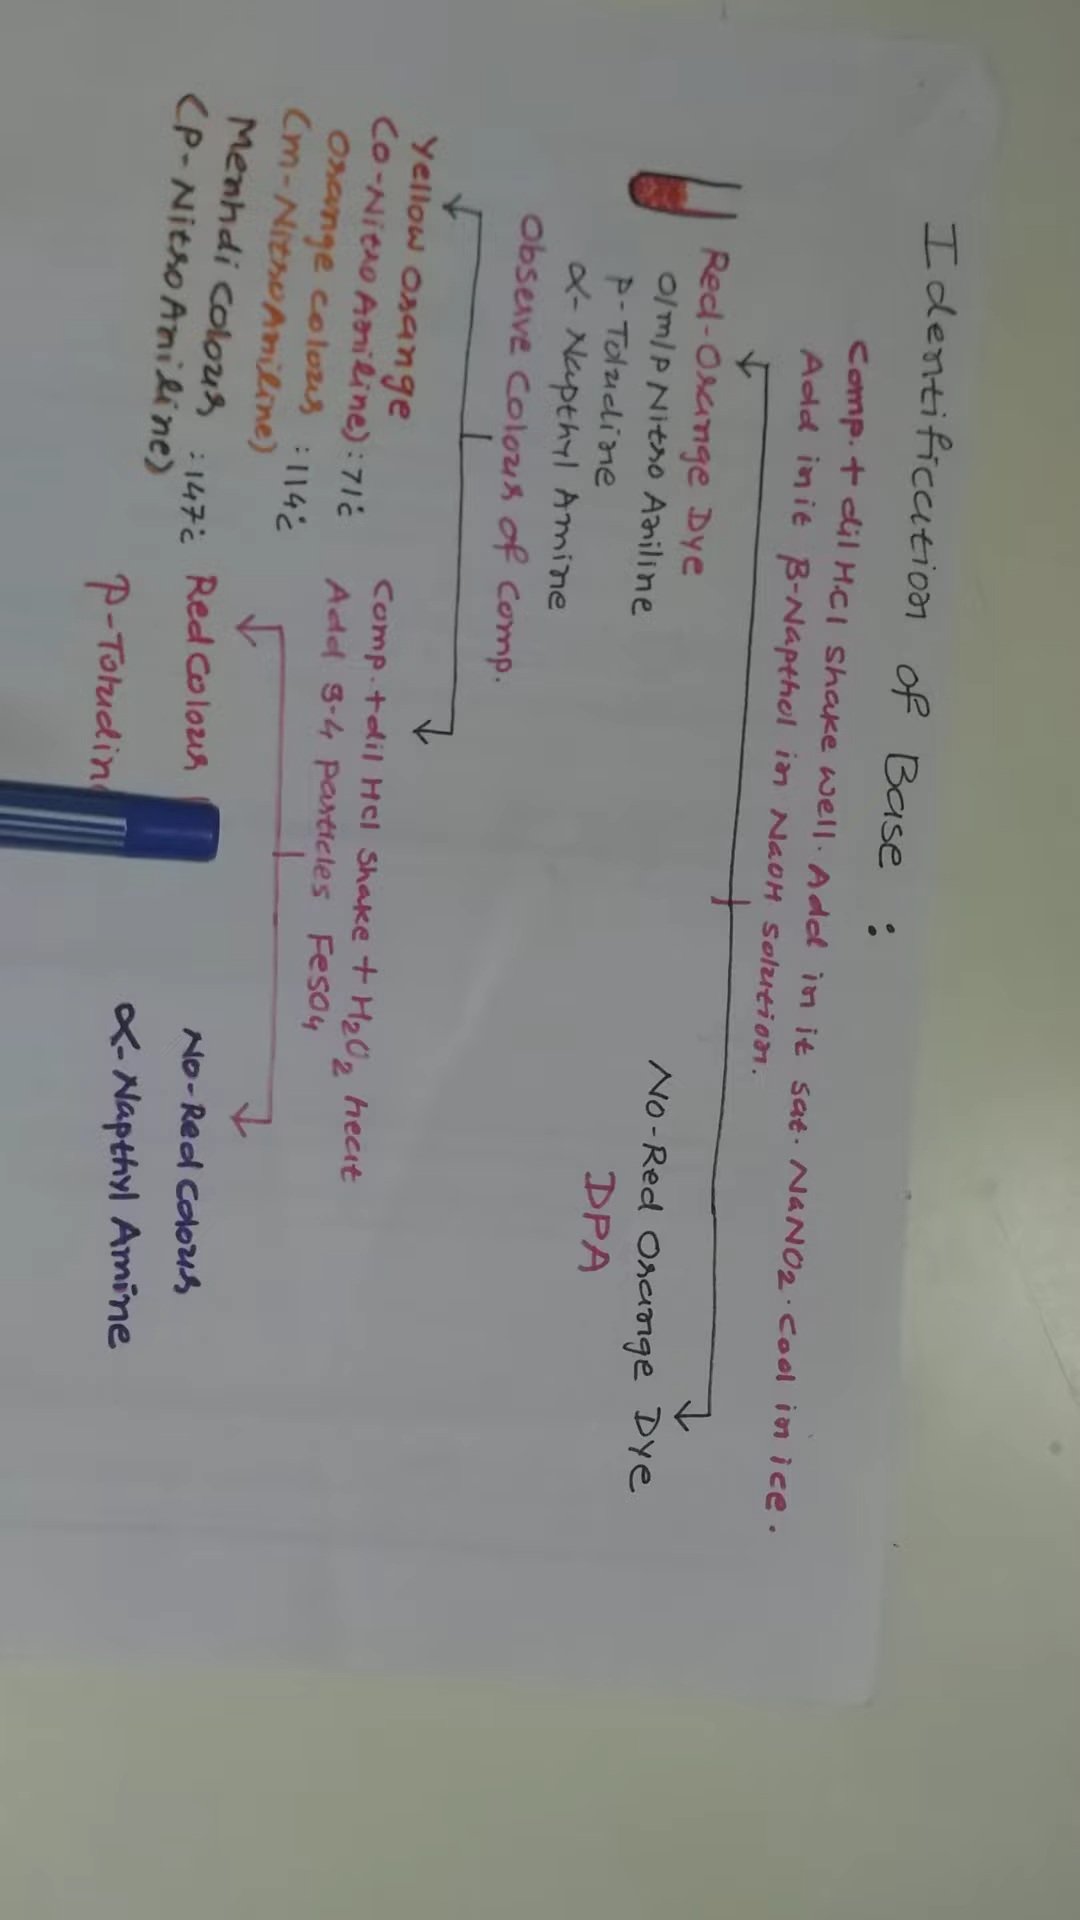 Identification of Base :
Comp. + dil HCl shake well. Add in it sat. NaNO2. Cool in ice.
Add in it β-Napthol in NaOH solution.
Red-Orange Dye
O/m/P Nitro Aniline
P-Toludine
α-Napthyl Amine
No-Red Orange Dye
DPA
Observe Colour of Comp.
Yellow Orange
(o-Nitro Aniline) : 71c
Orange Colour
(m-Nitro Aniline) : 114c
Menhdi Colour
(P-Nitro Aniline) : 147c
Comp. + dil HCl Shake + H2O2 heat
Add 3-4 particles FeSO4
Red Colour
P-Toludin
No-Red Colour
α-Napthyl Amine